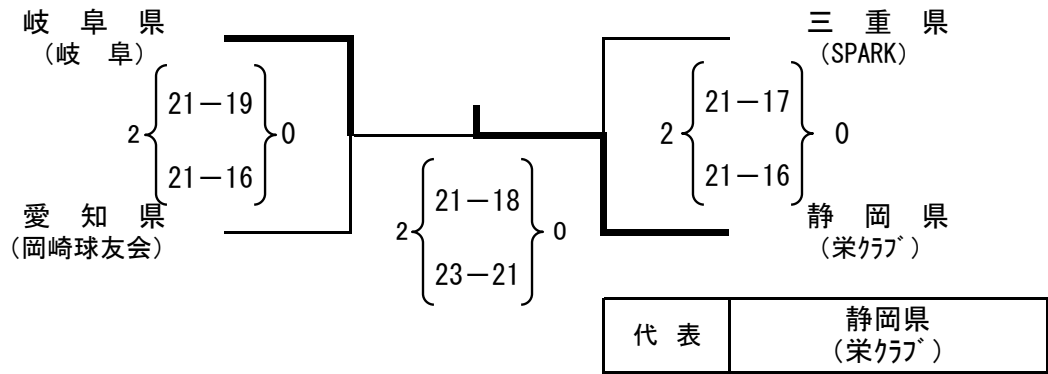 岐 阜 県
(岐 阜)
2 21－19 0
21－16
愛 知 県
(岡崎球友会)
2 21－18 0
23－21
三 重 県
(SPARK)
2 21－17 0
21－16
静 岡 県
(栄ｸﾗﾌﾞ)
代 表
静岡県
(栄ｸﾗﾌﾞ)